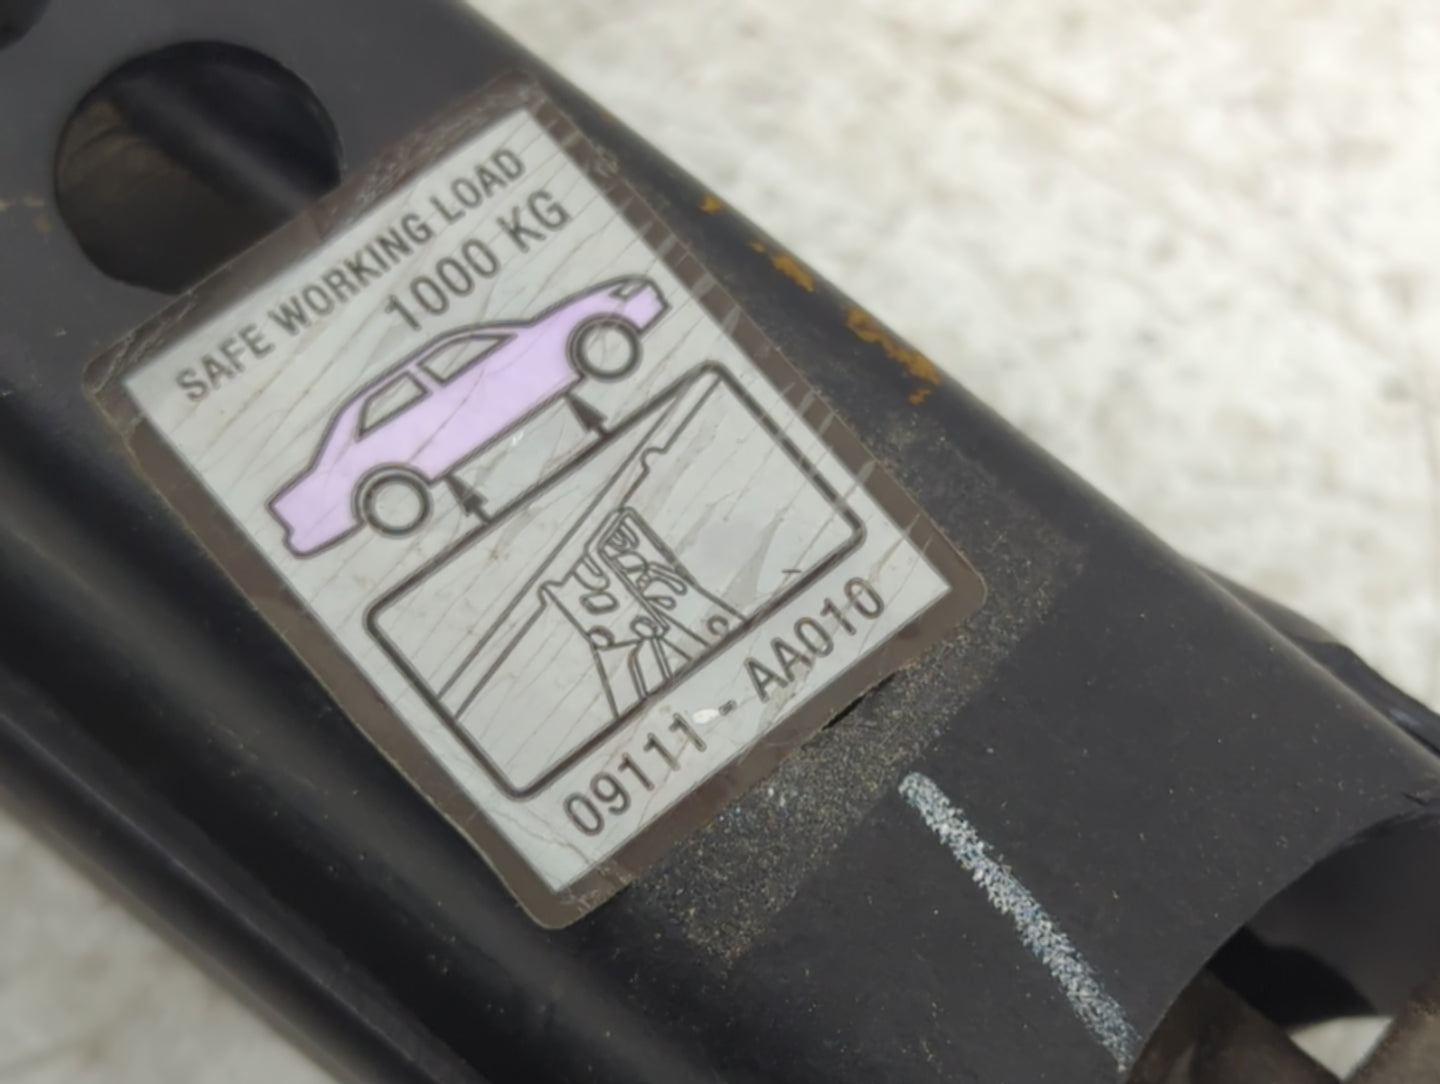 SAFE WORKING LOAD
1000 KG
09111 - AA010